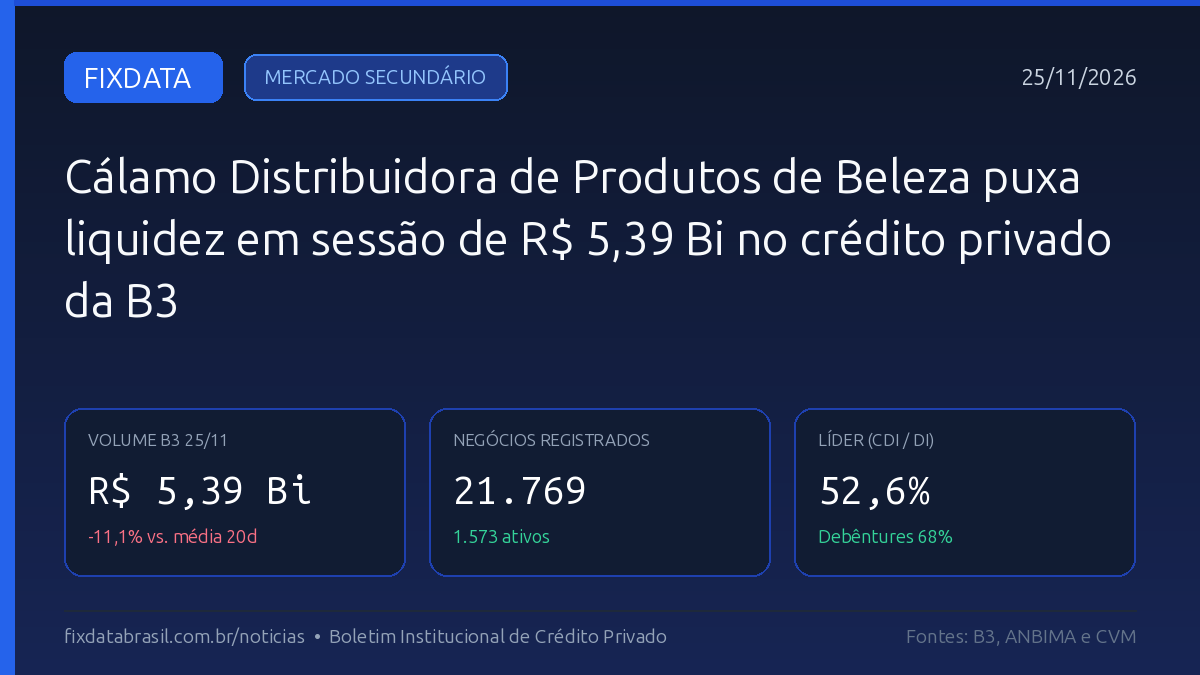 FIXDATA
MERCADO SECUNDÁRIO
25/11/2026
Cálamo Distribuidora de Produtos de Beleza puxa
liquidez em sessão de R$ 5,39 Bi no crédito privado
da B3
VOLUME B3 25/11
R$ 5,39 Bi
-11,1% vs. média 20d
NEGÓCIOS REGISTRADOS
21.769
1.573 ativos
LÍDER (CDI / DI)
52,6%
Debêntures 68%
fixdatabrasil.com.br/noticias • Boletim Institucional de Crédito Privado
Fontes: B3, ANBIMA e CVM